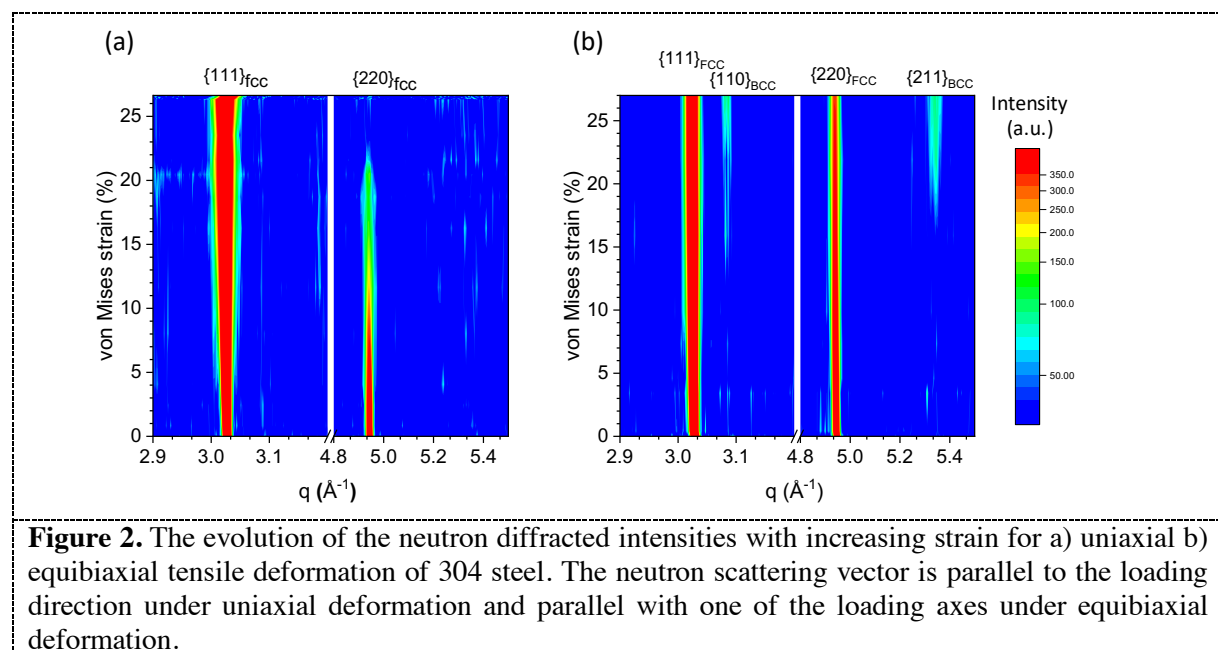 (a)
{111}fcc
{220}fcc
von Mises strain (%)
25
20
15
10
5
0
2.9
3.0
3.1
4.8
5.0
5.2
5.4
q (Å-1)
(b)
{111}FCC
{110}BCC
{220}FCC
{211}BCC
von Mises strain (%)
25
20
15
10
5
0
2.9
3.0
3.1
4.8
5.0
5.2
5.4
q (Å-1)
Intensity
(a.u.)
350.0
300.0
250.0
200.0
150.0
100.0
50.00
Figure 2. The evolution of the neutron diffracted intensities with increasing strain for a) uniaxial b)
equibiaxial tensile deformation of 304 steel. The neutron scattering vector is parallel to the loading
direction under uniaxial deformation and parallel with one of the loading axes under equibiaxial
deformation.